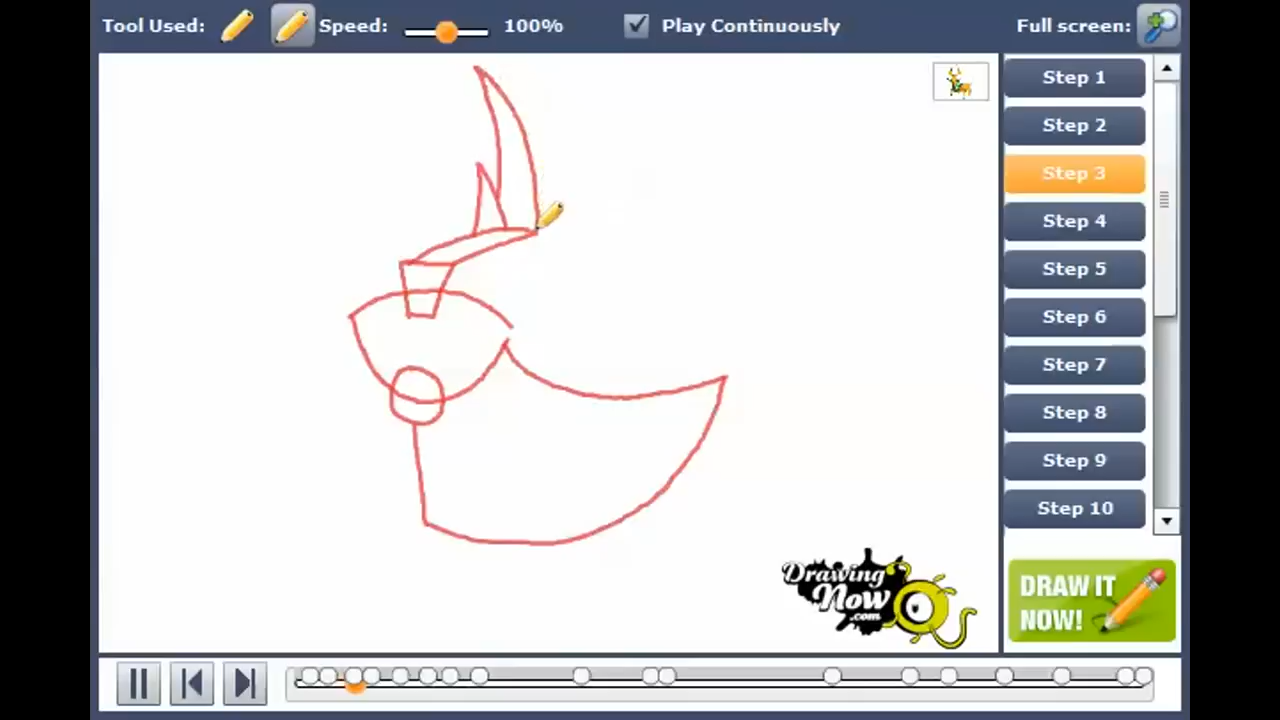 Tool Used:
Speed:
100%
Play Continuously
Full screen:
Step 1
Step 2
Step 3
Step 4
Step 5
Step 6
Step 7
Step 8
Step 9
Step 10
Drawing
Now
.com
DRAW IT
NOW!